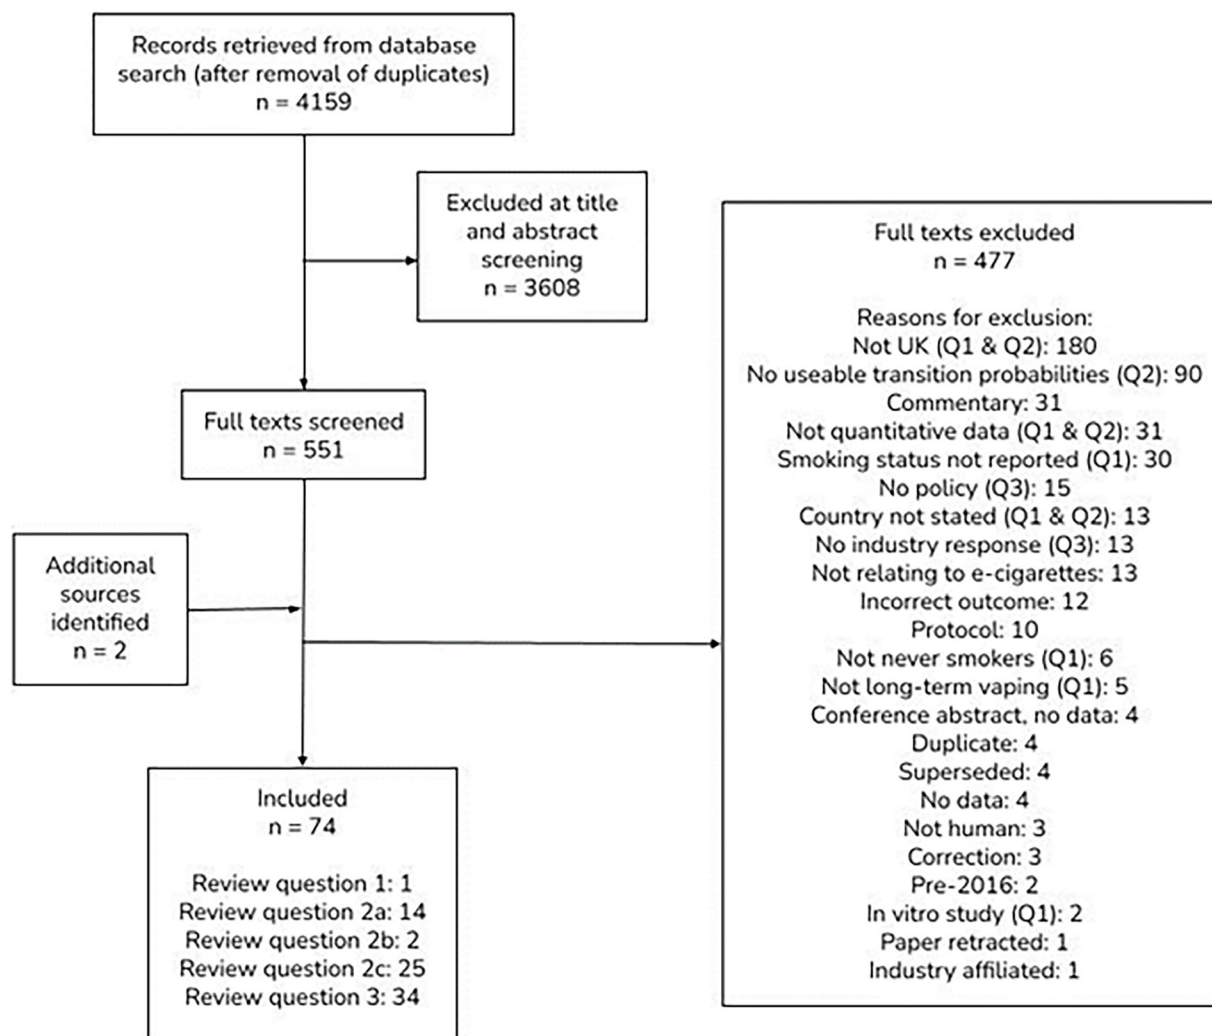 Records retrieved from database
search (after removal of duplicates)
n = 4159
Excluded at title
and abstract
screening
n = 3608
Full texts screened
n = 551
Additional
sources
identified
n = 2
Full texts excluded
n = 477
Reasons for exclusion:
Not UK (Q1 & Q2): 180
No useable transition probabilities (Q2): 90
Commentary: 31
Not quantitative data (Q1 & Q2): 31
Smoking status not reported (Q1): 30
No policy (Q3): 15
Country not stated (Q1 & Q2): 13
No industry response (Q3): 13
Not relating to e-cigarettes: 13
Incorrect outcome: 12
Protocol: 10
Not never smokers (Q1): 6
Not long-term vaping (Q1): 5
Conference abstract, no data: 4
Duplicate: 4
Superseded: 4
No data: 4
Not human: 3
Correction: 3
Pre-2016: 2
In vitro study (Q1): 2
Paper retracted: 1
Industry affiliated: 1
Included
n = 74
Review question 1: 1
Review question 2a: 14
Review question 2b: 2
Review question 2c: 25
Review question 3: 34